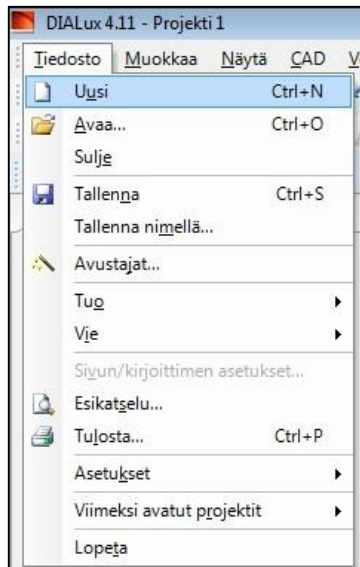 DIALux 4.11 - Projekti 1
Tiedosto Muokkaa Näytä CAD
Uusi Ctrl+N
Avaa... Ctrl+O
Sulje
Tallenna Ctrl+S
Tallenna nimellä...
Avustajat...
Tuo
Vie
Sivun/kirjoittimen asetukset...
Esikatselu...
Tulosta... Ctrl+P
Asetukset
Viimeksi avatut projektit
Lopeta